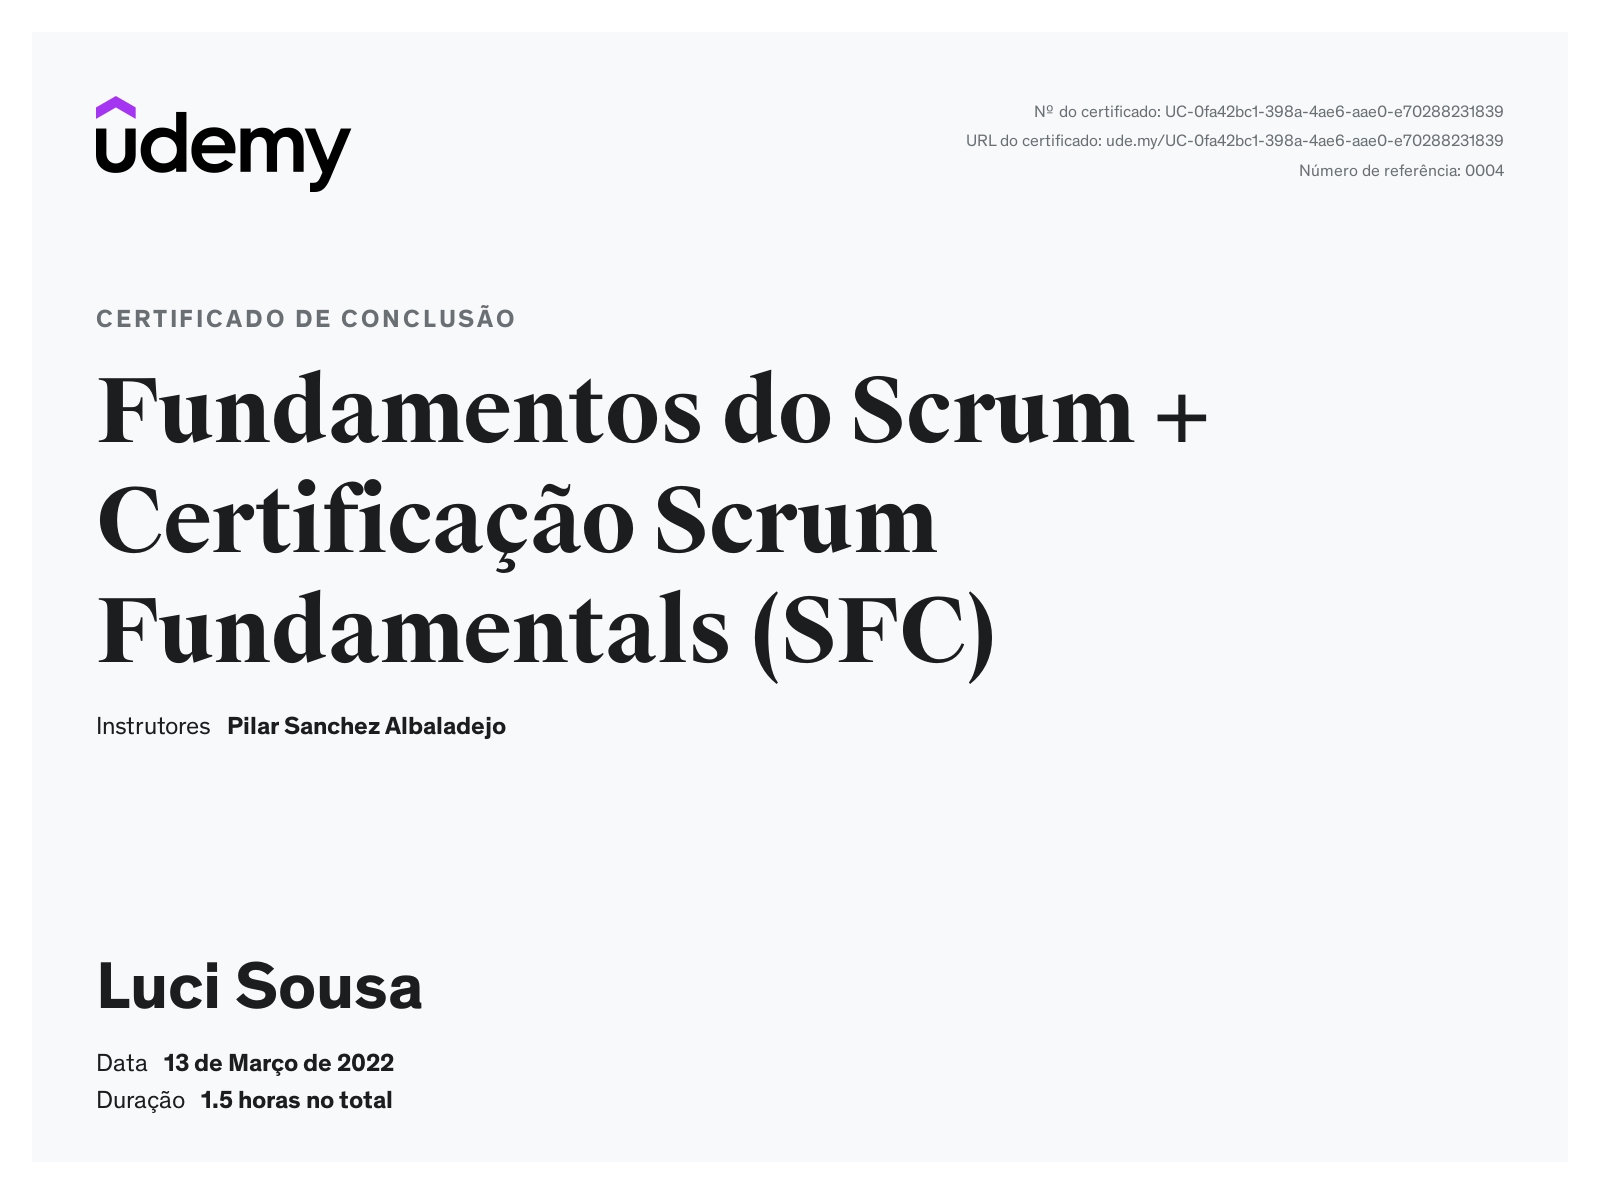 udemy
Nº do certificado: UC-0fa42bc1-398a-4ae6-aae0-e70288231839
URL do certificado: ude.my/UC-0fa42bc1-398a-4ae6-aae0-e70288231839
Número de referência: 0004
CERTIFICADO DE CONCLUSÃO
Fundamentos do Scrum +
Certificação Scrum
Fundamentals (SFC)
Instrutores Pilar Sanchez Albaladejo
Luci Sousa
Data 13 de Março de 2022
Duração 1.5 horas no total